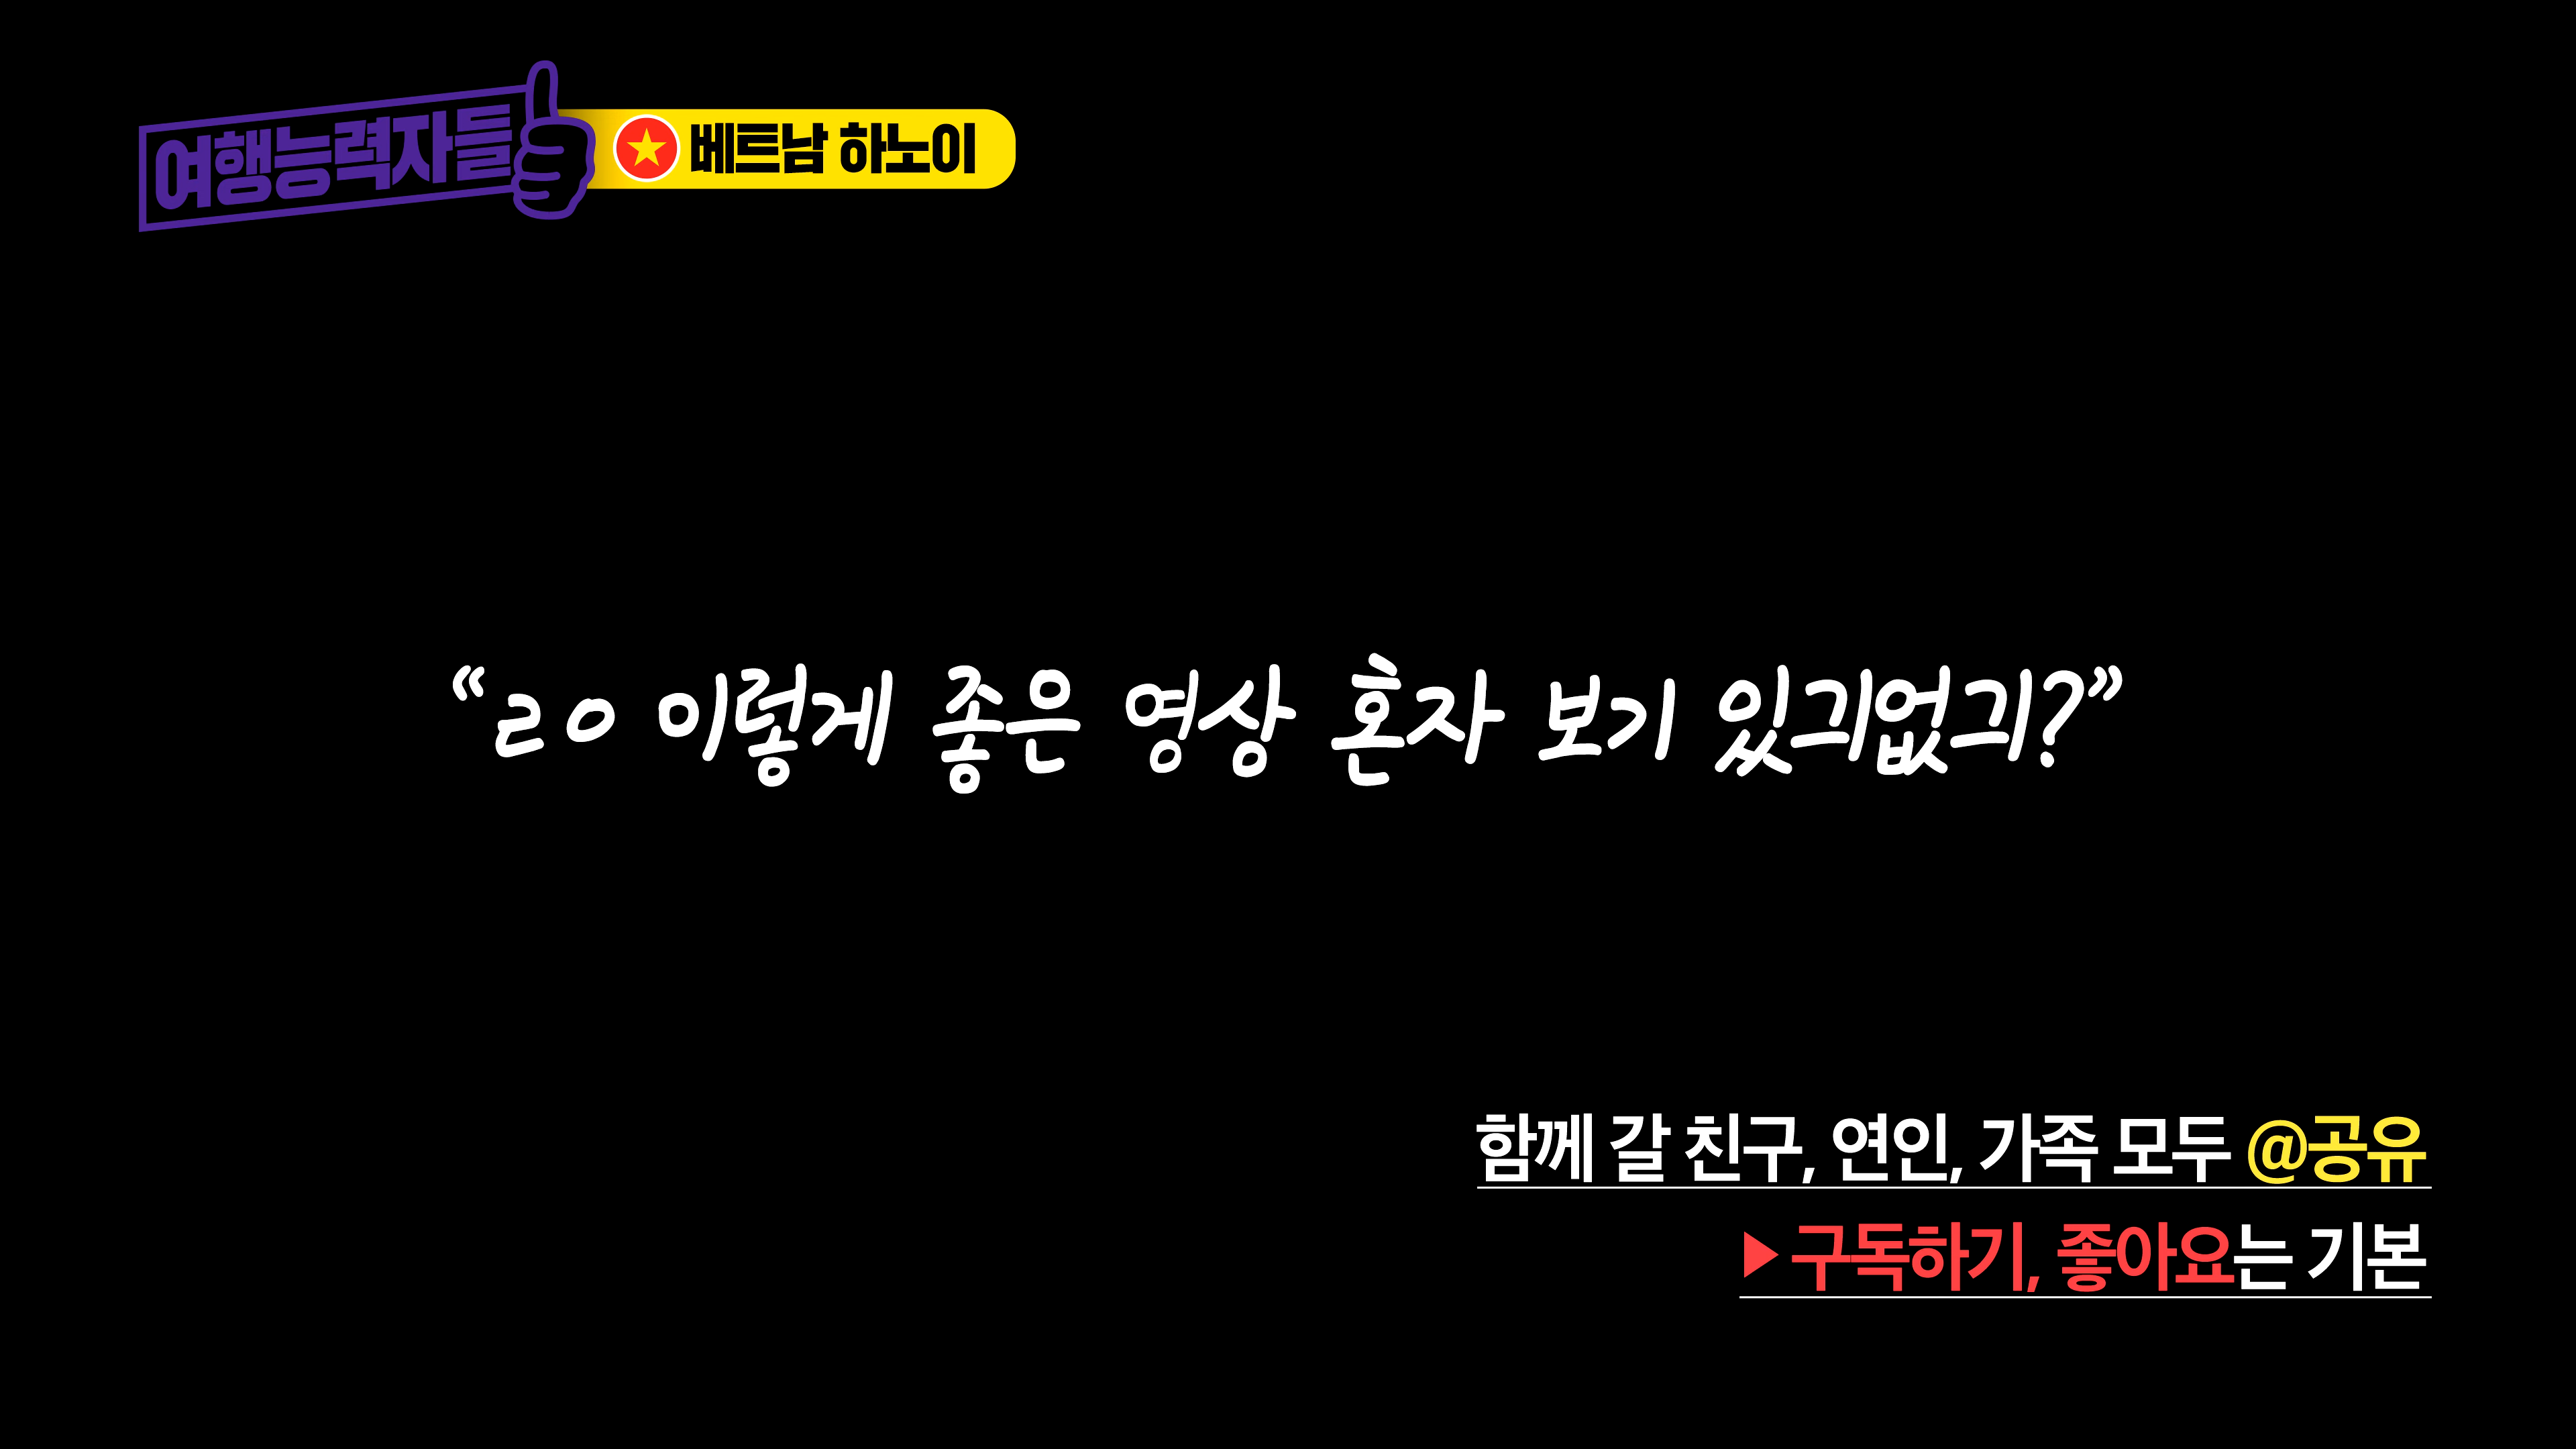 여행능력자들
베트남 하노이
“ㄹㅇ 이렇게 좋은 영상 혼자 보기 있긔없긔?”
함께 갈 친구, 연인, 가족 모두 @공유
▶구독하기, 좋아요는 기본